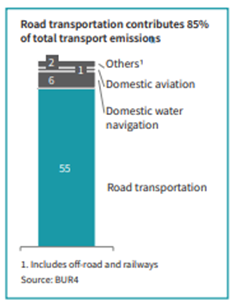 Road transportation contributes 85%
of total transport emissions
2
Others¹
1
Domestic aviation
6
Domestic water
navigation
55
Road transportation
1. Includes off-road and railways
Source: BUR4